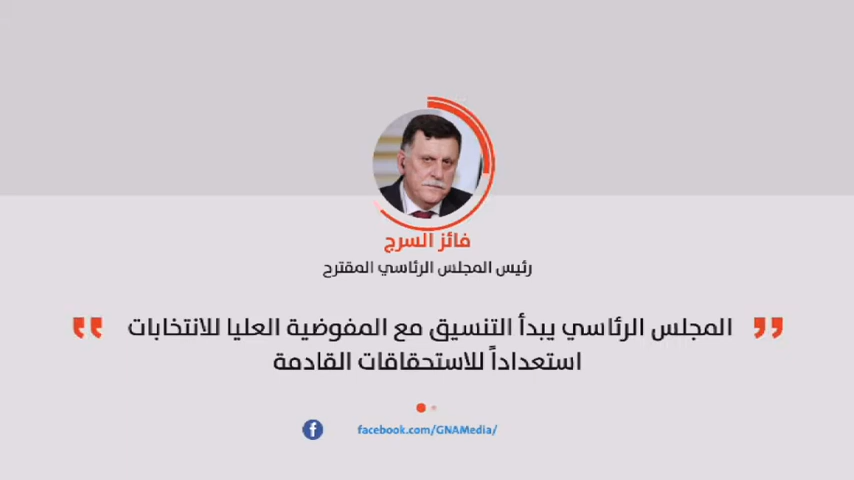 فائز السرج
رئيس المجلس الرئاسي المقترح
المجلس الرئاسي يبدأ التنسيق مع المفوضية العليا للانتخابات
استعداداً للاستحقاقات القادمة
facebook.com/GNAMedia/